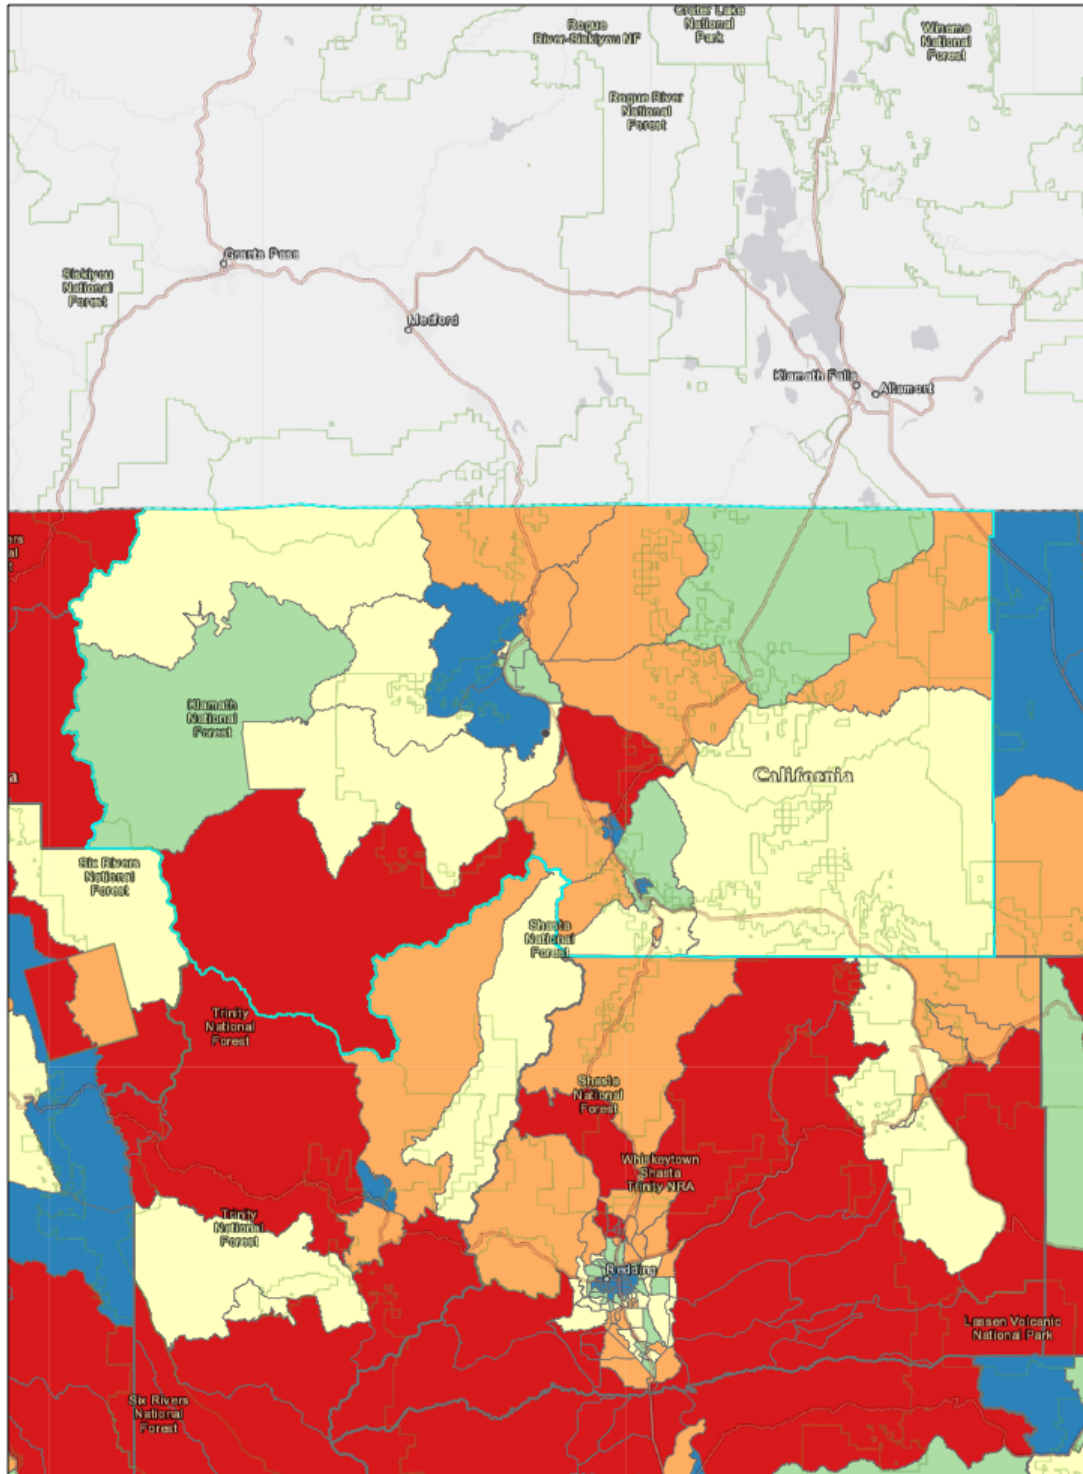 Crater Lake
National
Park
Rogue
River-Siskiyou NF
Winema
National
Forest
Rogue River
National
Forest
Grants Pass
Siskiyou
National
Forest
Medford
Klamath Falls
Altamont
Klamath
National
Forest
California
Six Rivers
National
Forest
Shasta
National
Forest
Trinity
National
Forest
Shasta
National
Forest
Whiskeytown
Shasta
Trinity NRA
Trinity
National
Forest
Redding
Lassen Volcanic
National Park
Six Rivers
National
Forest